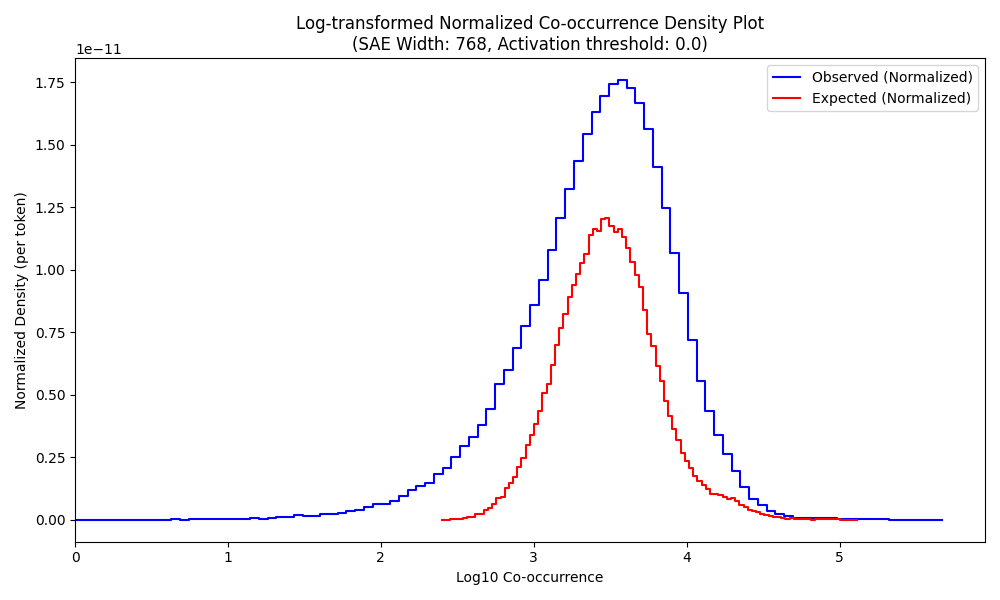 Log-transformed Normalized Co-occurrence Density Plot
(SAE Width: 768, Activation threshold: 0.0)
1e−11
Observed (Normalized)
Expected (Normalized)
Normalized Density (per token)
1.75
1.50
1.25
1.00
0.75
0.50
0.25
0.00
0 1 2 3 4 5
Log10 Co-occurrence